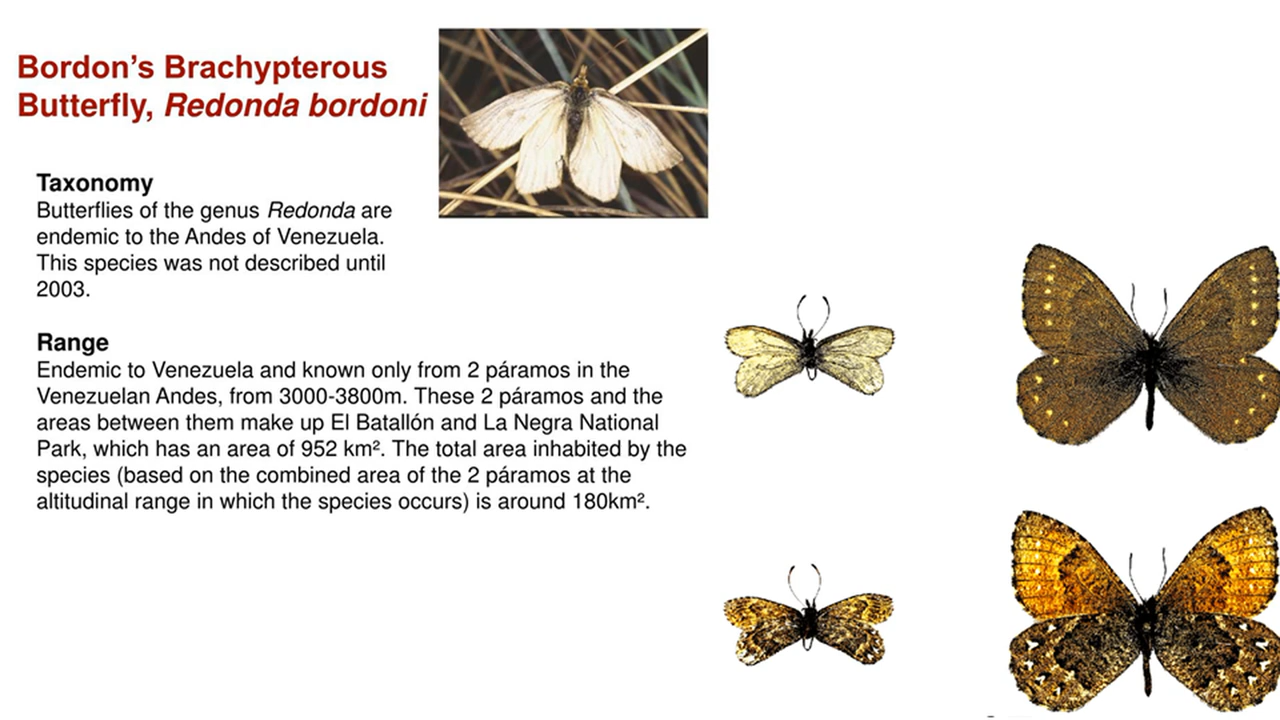 Bordon’s Brachypterous
Butterfly, Redonda bordoni
Taxonomy
Butterflies of the genus Redonda are
endemic to the Andes of Venezuela.
This species was not described until
2003.
Range
Endemic to Venezuela and known only from 2 páramos in the
Venezuelan Andes, from 3000-3800m. These 2 páramos and the
areas between them make up El Batallón and La Negra National
Park, which has an area of 952 km². The total area inhabited by the
species (based on the combined area of the 2 páramos at the
altitudinal range in which the species occurs) is around 180km².